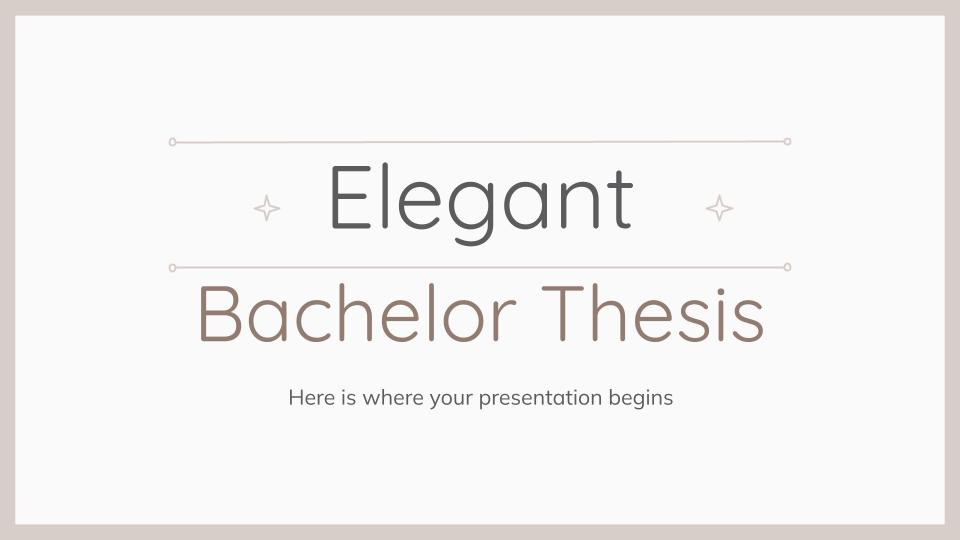 Elegant
Bachelor Thesis
Here is where your presentation begins